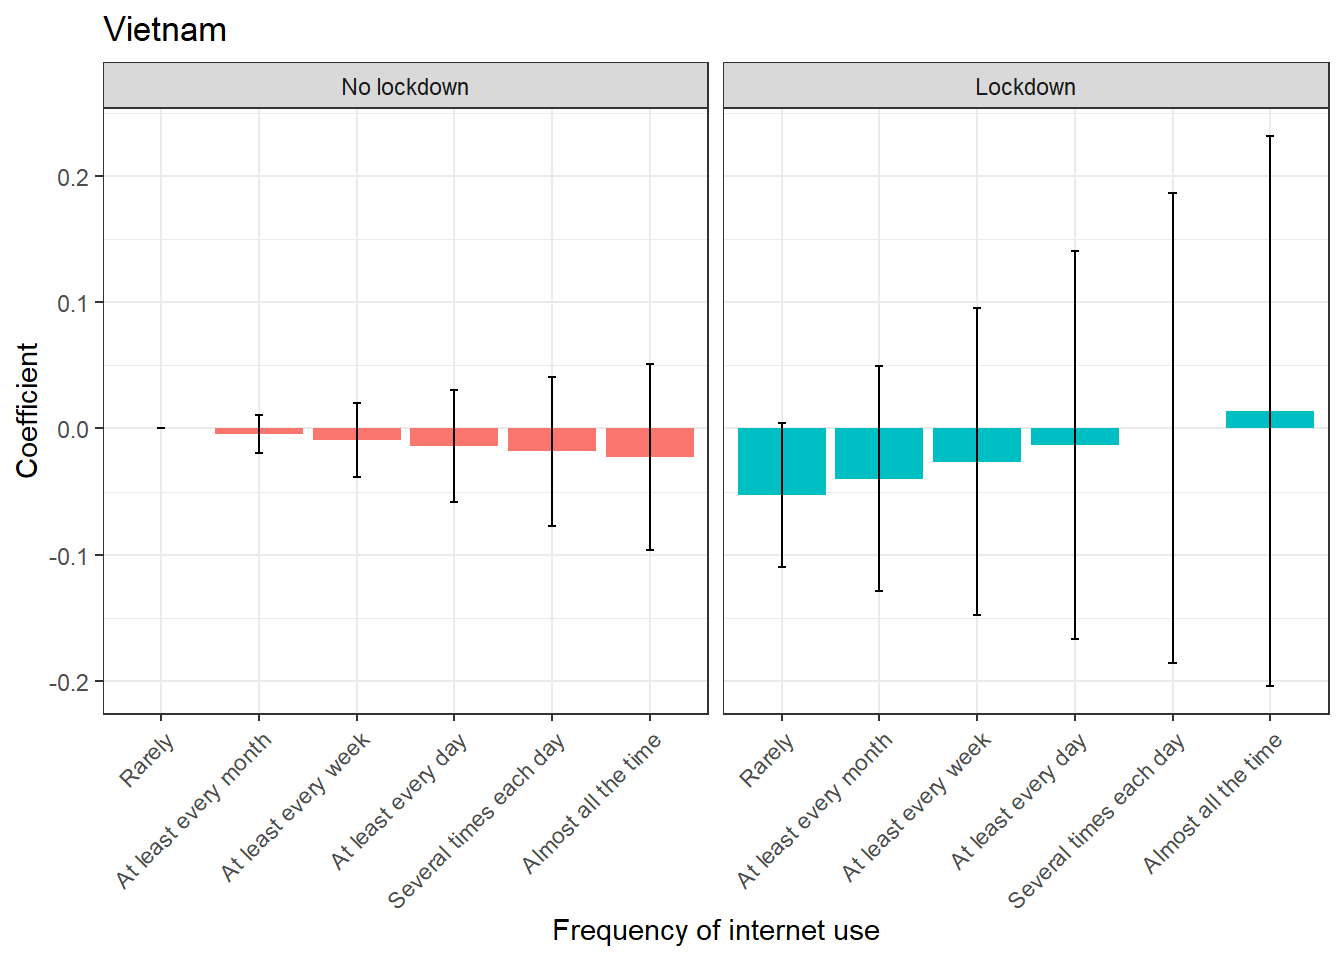 Vietnam
No lockdown
Lockdown
Coefficient
0.2
0.1
0.0
-0.1
-0.2
Rarely
At least every month
At least every week
At least every day
Several times each day
Almost all the time
Rarely
At least every month
At least every week
At least every day
Several times each day
Almost all the time
Frequency of internet use